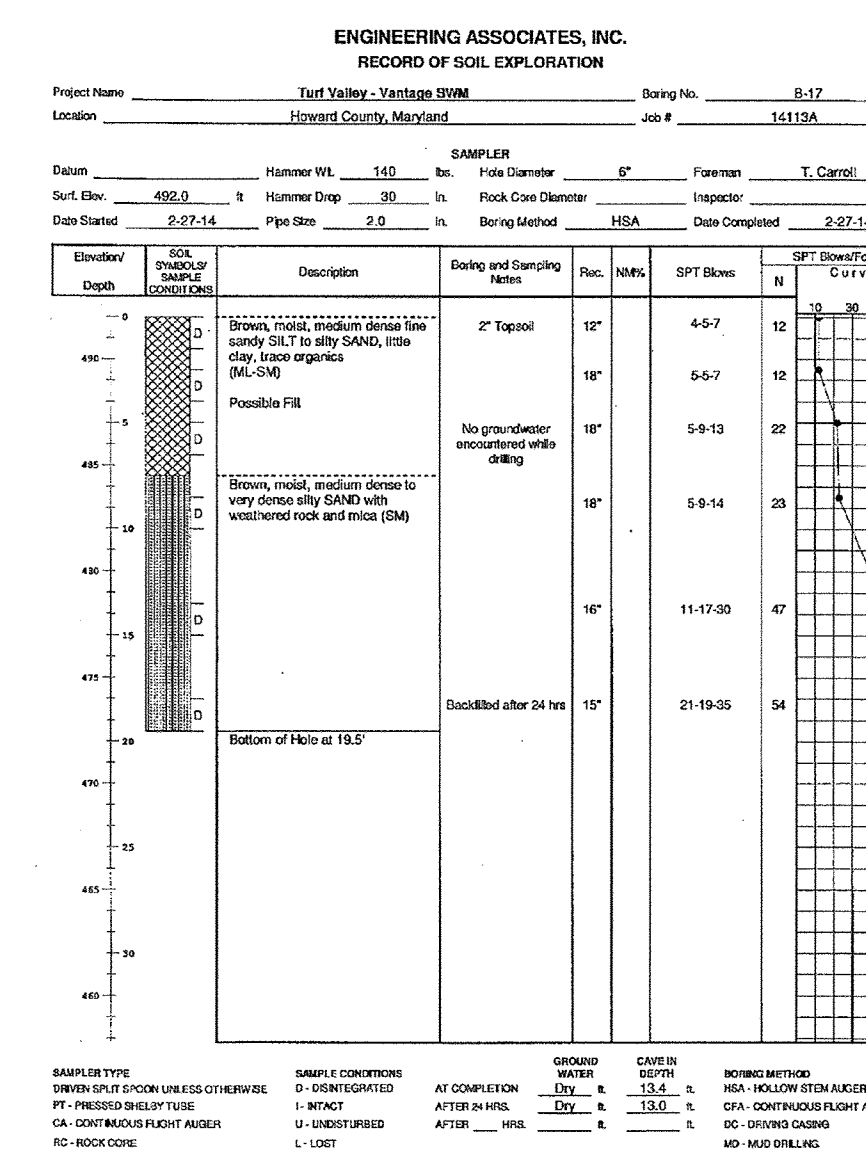 ENGINEERING ASSOCIATES, INC.
RECORD OF SOIL EXPLORATION
Project Name Turf Valley - Vantage SWM Boring No. B-17
Location Howard County, Maryland Job # 14113A
SAMPLER
Datum Hammer Wt. 140 lbs. Hole Diameter 6" Foreman T. Carroll
Surf. Elev. 492.0 ft Hammer Drop 30 in. Rock Core Diameter Inspector
Date Started 2-27-14 Pipe Size 2.0 in. Boring Method HSA Date Completed 2-27-1
Elevation/ Depth SOIL SYMBOLS/ SAMPLE CONDITIONS Description Boring and Sampling Notes Rec. NM% SPT Blows N SPT Blows/Fo Curv
10 30
0 D Brown, moist, medium dense fine 2" Topsoil 12" 4-5-7 12
sandy SILT to silty SAND, little
490 clay, trace organics
(ML-SM) 18" 5-5-7 12
D
Possible Fill
5 No groundwater 18" 5-9-13 22
D encountered while
drilling
485
Brown, moist, medium dense to
very dense silty SAND with 18" 5-9-14 23
D weathered rock and mica (SM)
10
480
D 16" 11-17-30 47
15
475
D Backfilled after 24 hrs 15" 21-19-35 54
20 Bottom of Hole at 19.5'
470
25
465
30
460
GROUND CAVE IN
SAMPLER TYPE SAMPLE CONDITIONS WATER DEPTH BORING METHOD
DRIVEN SPLIT SPOON UNLESS OTHERWISE D - DISINTEGRATED AT COMPLETION Dry ft. 13.4 ft. HSA - HOLLOW STEM AUGER
PT - PRESSED SHELBY TUBE I - INTACT AFTER 24 HRS. Dry ft. 13.0 ft. CFA - CONTINUOUS FLIGHT A
CA - CONTINUOUS FLIGHT AUGER U - UNDISTURBED AFTER HRS. ft. ft. DC - DRIVING CASING
RC - ROCK CORE L - LOST MD - MUD DRILLING